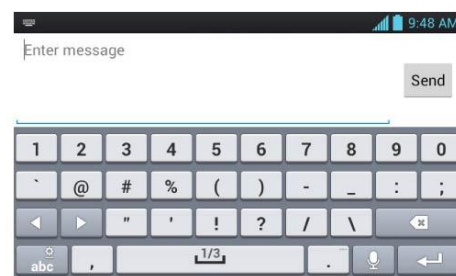 9:48 AM
Enter message
Send
1 2 3 4 5 6 7 8 9 0
` @ # % ( ) - _ : ;
" ' ! ? / \
abc , 1/3 .